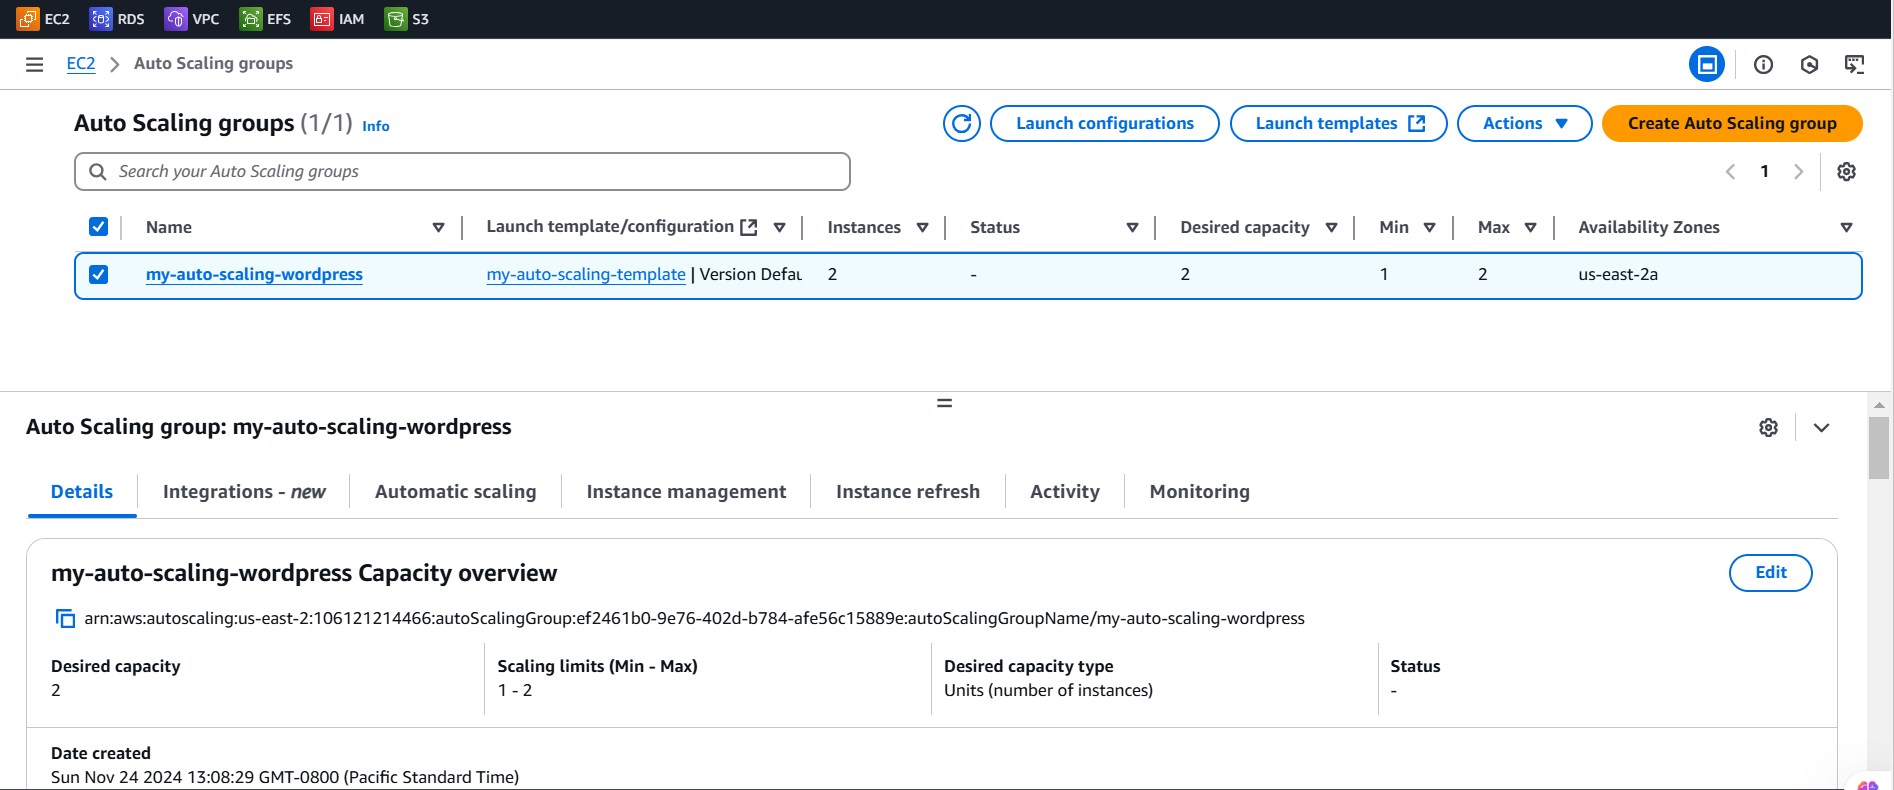 EC2 RDS VPC EFS IAM S3
EC2 Auto Scaling groups
Auto Scaling groups (1/1) Info
Launch configurations
Launch templates
Actions
Create Auto Scaling group
Search your Auto Scaling groups
1
Name Launch template/configuration Instances Status Desired capacity Min Max Availability Zones
my-auto-scaling-wordpress my-auto-scaling-template | Version Defau 2 - 2 1 2 us-east-2a
Auto Scaling group: my-auto-scaling-wordpress
Details Integrations - new Automatic scaling Instance management Instance refresh Activity Monitoring
my-auto-scaling-wordpress Capacity overview
Edit
arn:aws:autoscaling:us-east-2:106121214466:autoScalingGroup:ef2461b0-9e76-402d-b784-afe56c15889e:autoScalingGroupName/my-auto-scaling-wordpress
Desired capacity Scaling limits (Min - Max) Desired capacity type Status
2 1 - 2 Units (number of instances) -
Date created
Sun Nov 24 2024 13:08:29 GMT-0800 (Pacific Standard Time)